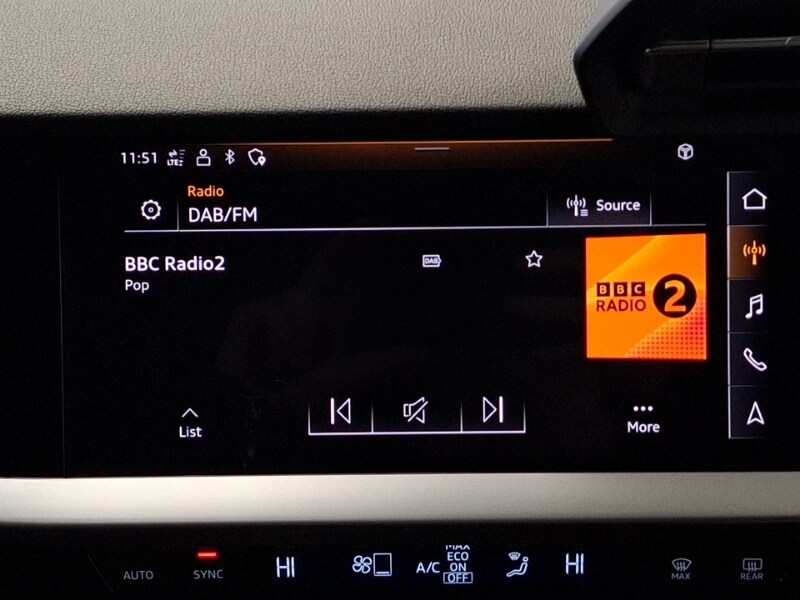 11:51 LTE
Radio
DAB/FM
Source
BBC Radio2
DAB
Pop
BBC
RADIO 2
List
More
AUTO
SYNC
HI
A/C
MAX
ECO
ON
OFF
HI
MAX
REAR